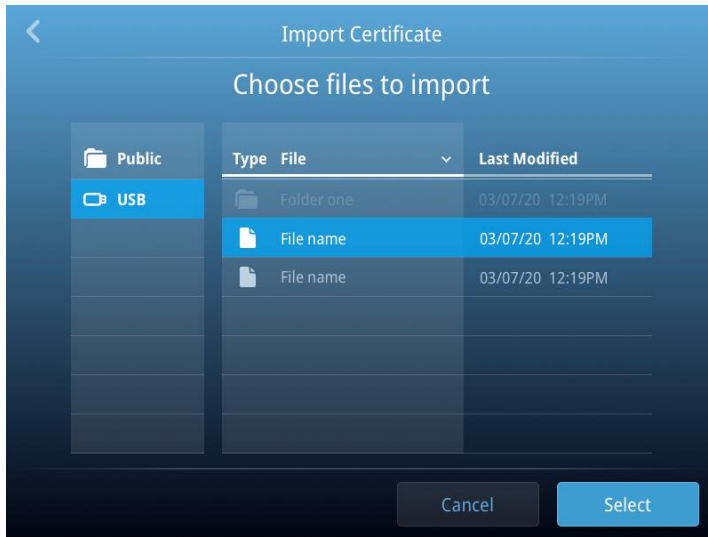 Import Certificate
Choose files to import
Public
USB
Type File Last Modified
Folder one 03/07/20 12:19PM
File name 03/07/20 12:19PM
File name 03/07/20 12:19PM
Cancel Select